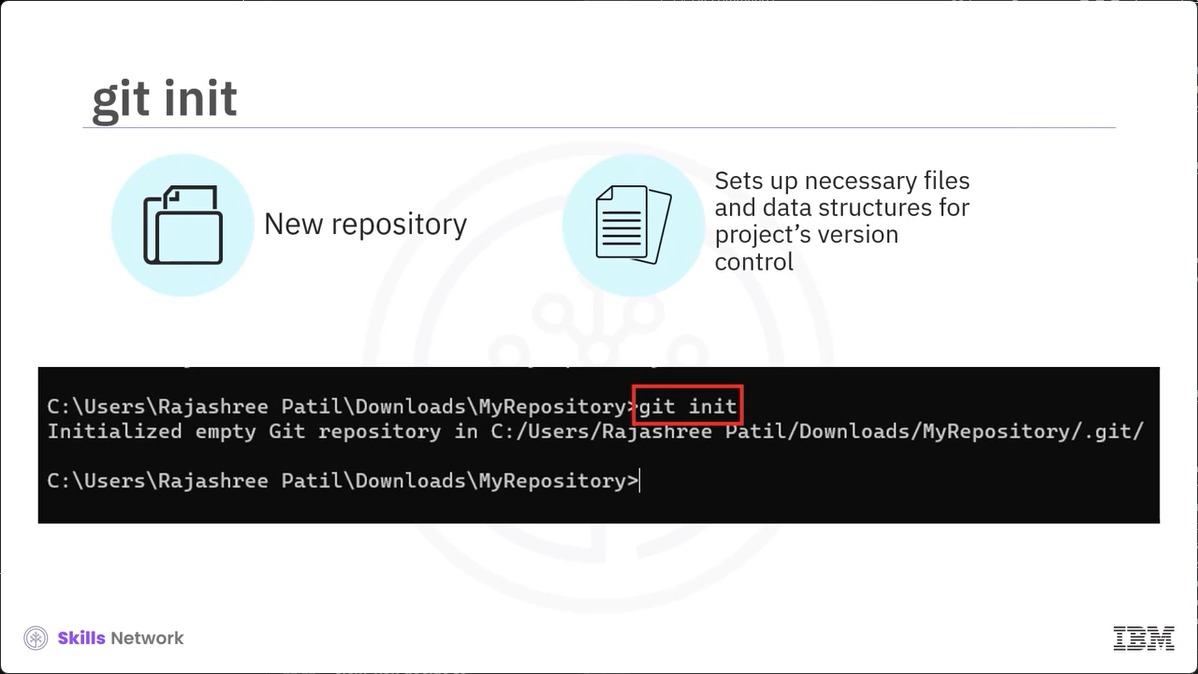 git init
New repository
Sets up necessary files
and data structures for
project’s version
control
C:\Users\Rajashree Patil\Downloads\MyRepository>git init
Initialized empty Git repository in C:/Users/Rajashree Patil/Downloads/MyRepository/.git/
C:\Users\Rajashree Patil\Downloads\MyRepository>
Skills Network
IBM